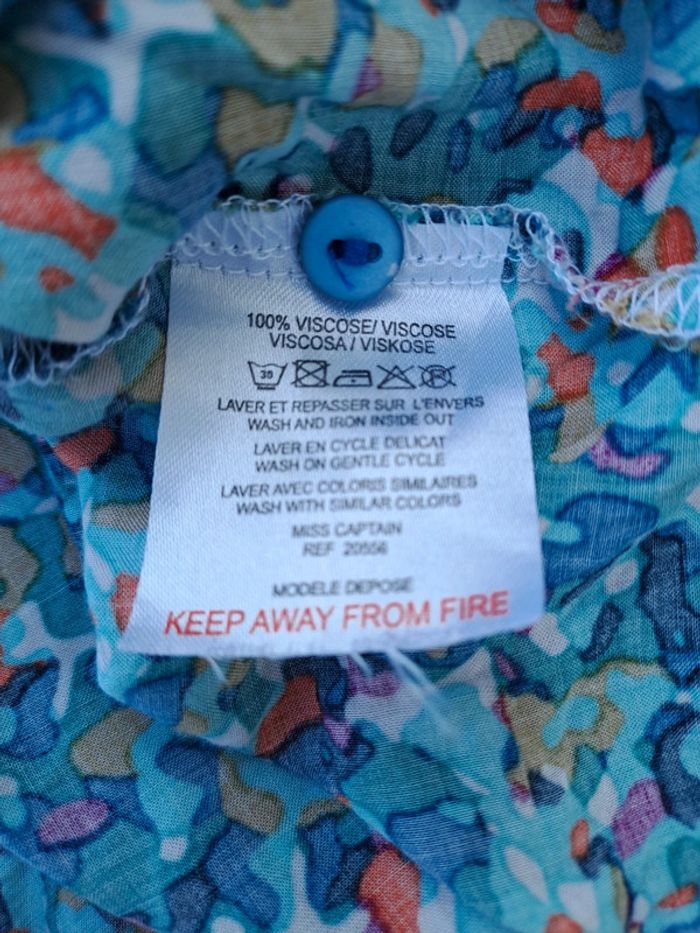 100% VISCOSE/ VISCOSE
VISCOSA / VISKOSE
30
LAVER ET REPASSER SUR L'ENVERS
WASH AND IRON INSIDE OUT
LAVER EN CYCLE DELICAT
WASH ON GENTLE CYCLE
LAVER AVEC COLORIS SIMILAIRES
WASH WITH SIMILAR COLORS
MISS CAPTAIN
REF 20556
MODELE DEPOSE
KEEP AWAY FROM FIRE